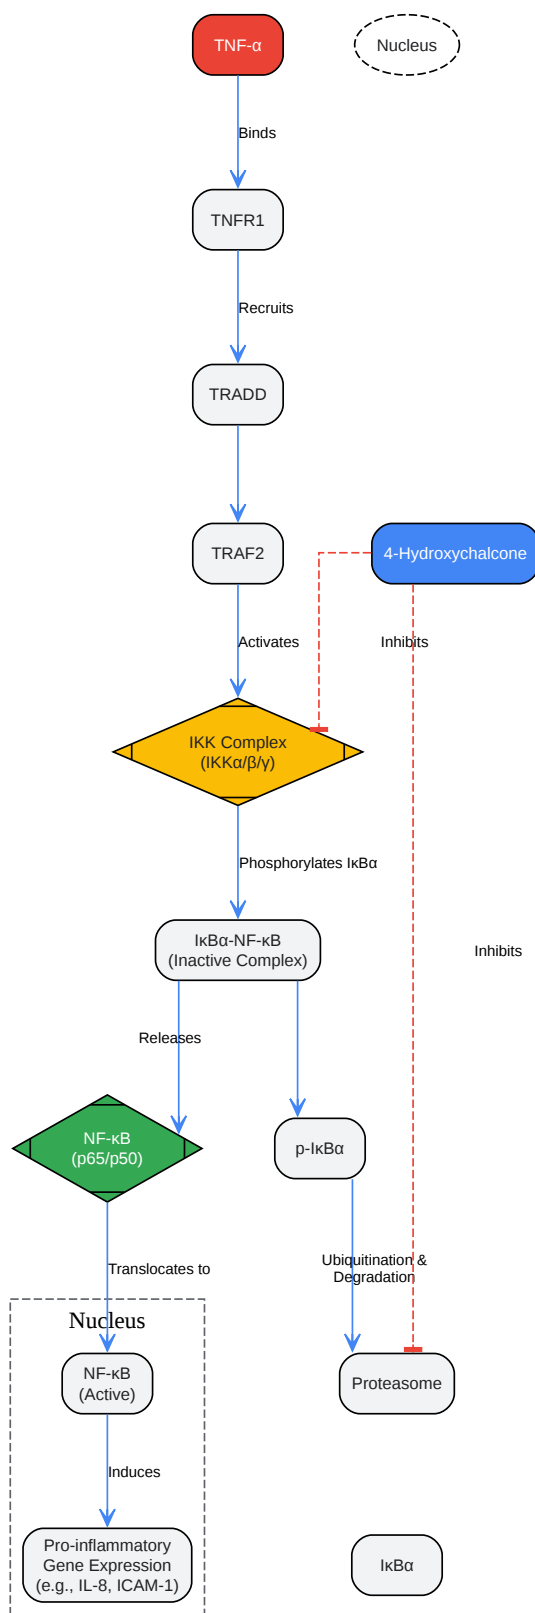 TNF-α
Nucleus
Binds
TNFR1
Recruits
TRADD
TRAF2
4-Hydroxychalcone
Activates
Inhibits
IKK Complex
(IKKα/β/γ)
Phosphorylates IκBα
IκBα-NF-κB
(Inactive Complex)
Inhibits
Releases
NF-κB
(p65/p50)
p-IκBα
Translocates to
Ubiquitination &
Degradation
Nucleus
NF-κB
(Active)
Proteasome
Induces
Pro-inflammatory
Gene Expression
(e.g., IL-8, ICAM-1)
IκBα